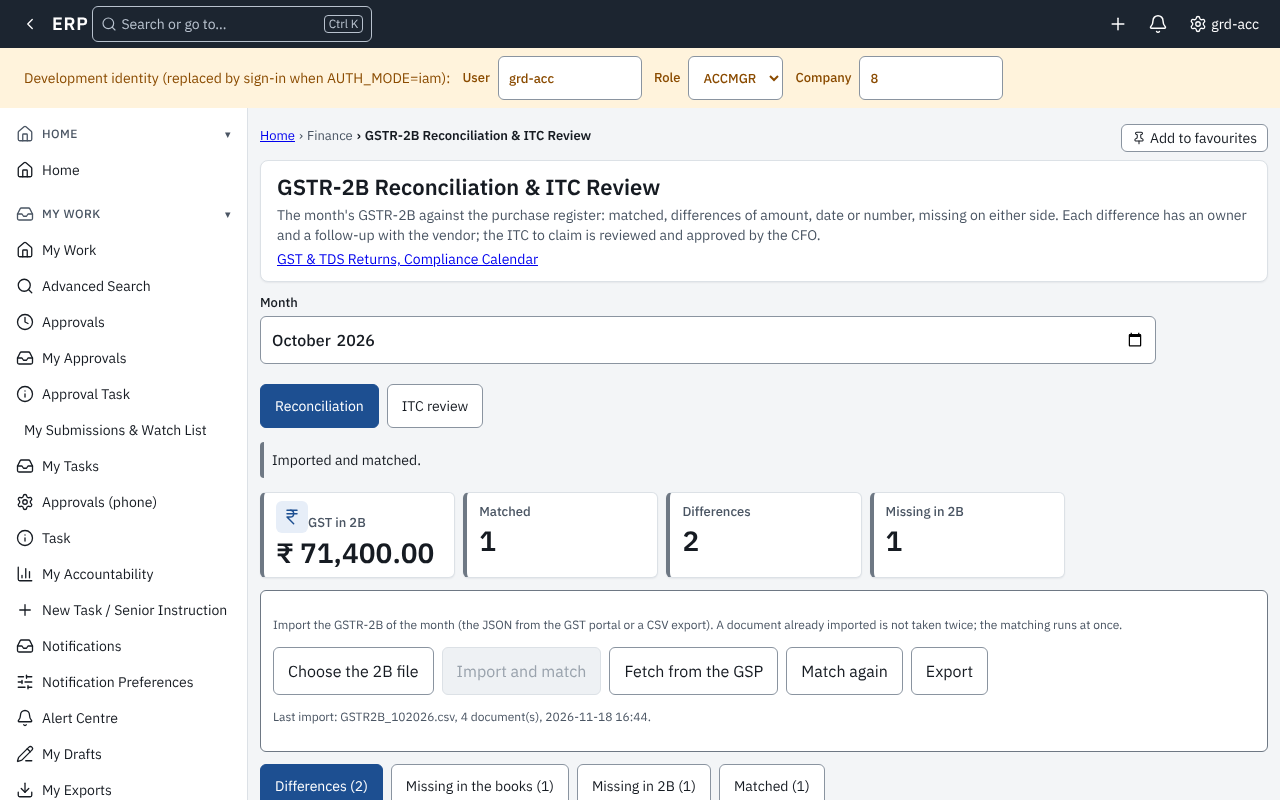 ERP
Search or go to...
Ctrl K
grd-acc
Development identity (replaced by sign-in when AUTH_MODE=iam):
User
grd-acc
Role
ACCMGR
Company
8
HOME
Home
MY WORK
My Work
Advanced Search
Approvals
My Approvals
Approval Task
My Submissions & Watch List
My Tasks
Approvals (phone)
Task
My Accountability
New Task / Senior Instruction
Notifications
Notification Preferences
Alert Centre
My Drafts
My Exports
Home › Finance › GSTR-2B Reconciliation & ITC Review
Add to favourites
GSTR-2B Reconciliation & ITC Review
The month's GSTR-2B against the purchase register: matched, differences of amount, date or number, missing on either side. Each difference has an owner
and a follow-up with the vendor; the ITC to claim is reviewed and approved by the CFO.
GST & TDS Returns, Compliance Calendar
Month
October 2026
Reconciliation
ITC review
Imported and matched.
₹ GST in 2B
₹ 71,400.00
Matched
1
Differences
2
Missing in 2B
1
Import the GSTR-2B of the month (the JSON from the GST portal or a CSV export). A document already imported is not taken twice; the matching runs at once.
Choose the 2B file
Import and match
Fetch from the GSP
Match again
Export
Last import: GSTR2B_102026.csv, 4 document(s), 2026-11-18 16:44.
Differences (2)
Missing in the books (1)
Missing in 2B (1)
Matched (1)